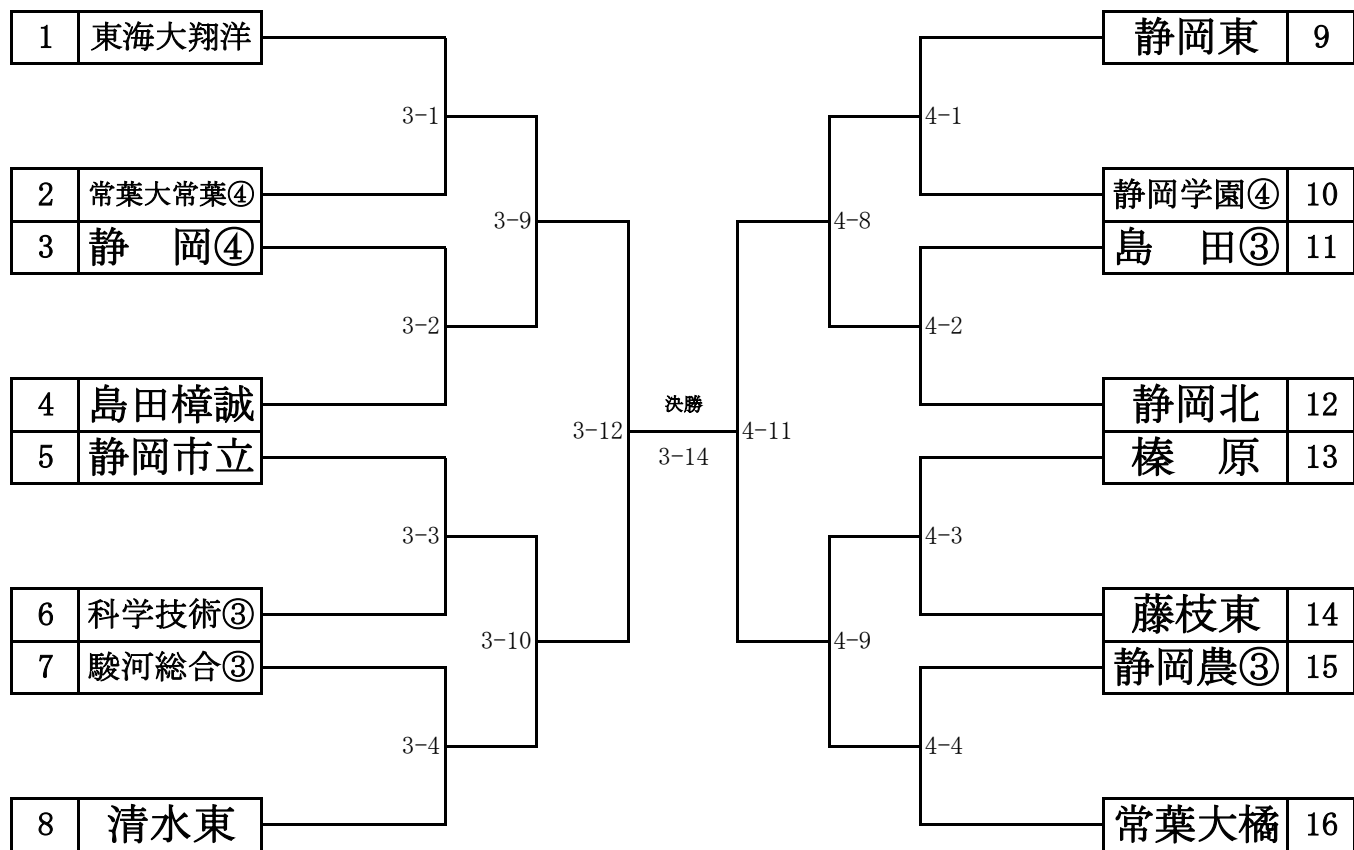 1 東海大翔洋
3-1
2 常葉大常葉④
3-9
3 静　岡④
3-2
4 島田樟誠
3-12
5 静岡市立
3-3
6 科学技術③
3-10
7 駿河総合③
3-4
8 清水東
決勝
3-14
静岡東 9
4-1
静岡学園④ 10
4-8
島　田③ 11
4-2
静岡北 12
4-11
榛　原 13
4-3
藤枝東 14
4-9
静岡農③ 15
4-4
常葉大橘 16